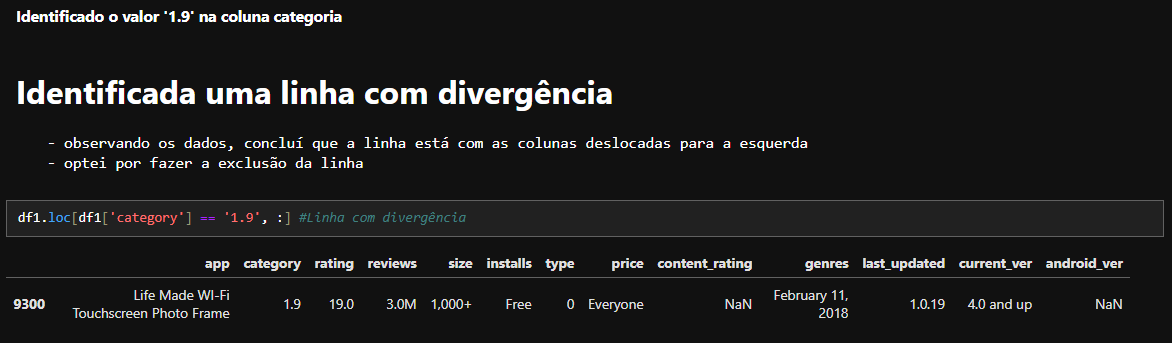 Identificado o valor '1.9' na coluna categoria
Identificada uma linha com divergência
- observando os dados, concluí que a linha está com as colunas deslocadas para a esquerda
- optei por fazer a exclusão da linha
df1.loc[df1['category'] == '1.9', :] #Linha com divergência
app category rating reviews size installs type price content_rating genres last_updated current_ver android_ver
9300 Life Made WI-Fi Touchscreen Photo Frame 1.9 19.0 3.0M 1,000+ Free 0 Everyone NaN February 11, 2018 1.0.19 4.0 and up NaN